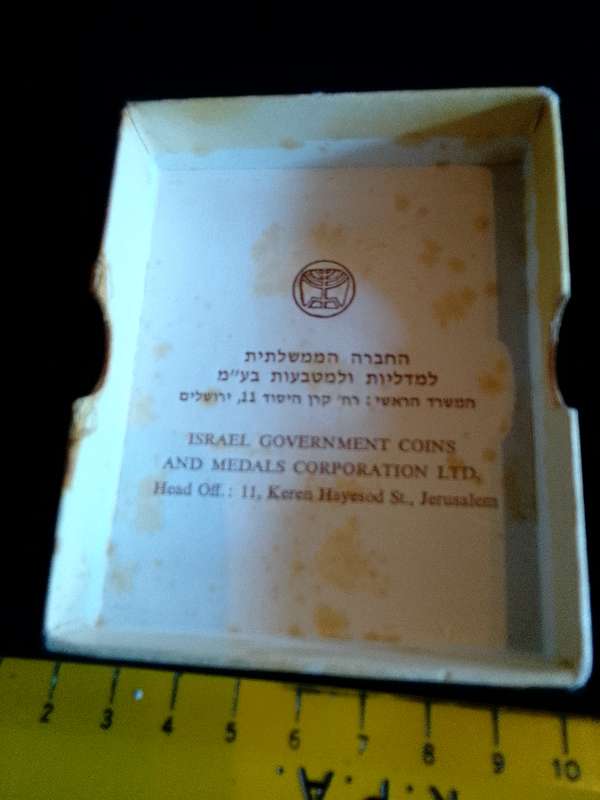 החברה הממשלתית
למדליות ולמטבעות בע״מ
המשרד הראשי : רח׳ קרן היסוד 11, ירושלים
ISRAEL GOVERNMENT COINS
AND MEDALS CORPORATION LTD.
Head Off. : 11, Keren Hayesod St., Jerusalem
2 3 4 5 6 7 8 9 10